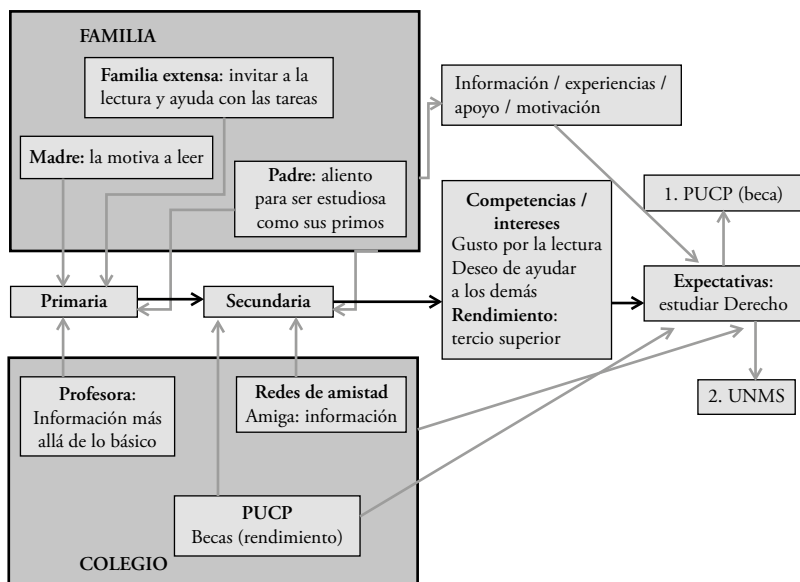 FAMILIA
Familia extensa: invitar a la
lectura y ayuda con las tareas
Madre: la motiva a leer
Padre: aliento
para ser estudiosa
como sus primos
Información / experiencias /
apoyo / motivación
Competencias /
intereses
Gusto por la lectura
Deseo de ayudar
a los demás
Rendimiento:
tercio superior
1. PUCP (beca)
Primaria
Secundaria
Expectativas:
estudiar Derecho
2. UNMS
Profesora:
Información más
allá de lo básico
Redes de amistad
Amiga: información
PUCP
Becas (rendimiento)
COLEGIO